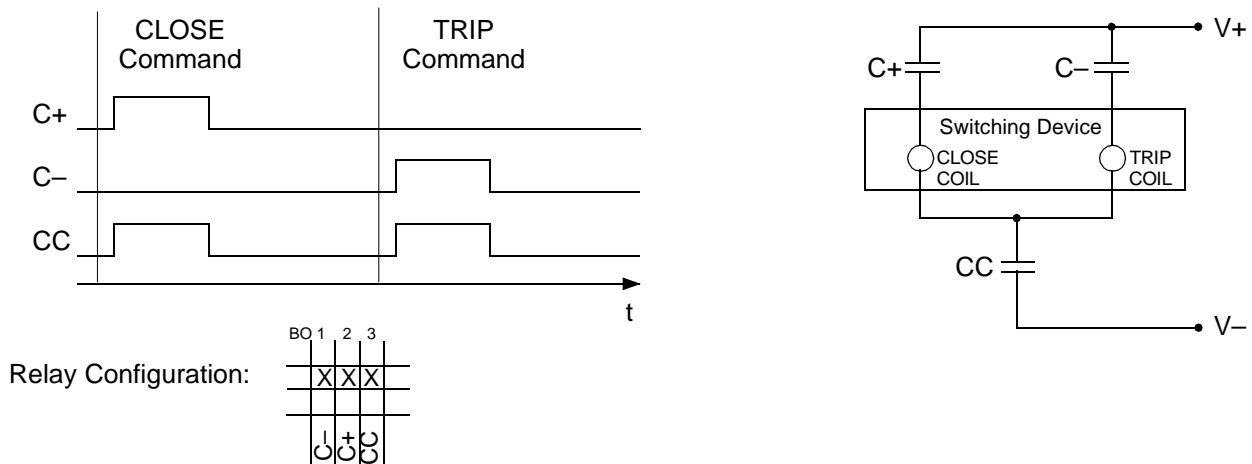 CLOSE
Command
TRIP
Command
C+
C–
CC
t
BO 1 2 3
Relay Configuration:
X X X
C–
C+
CC
V+
C+
C–
Switching Device
CLOSE
COIL
TRIP
COIL
CC
V–